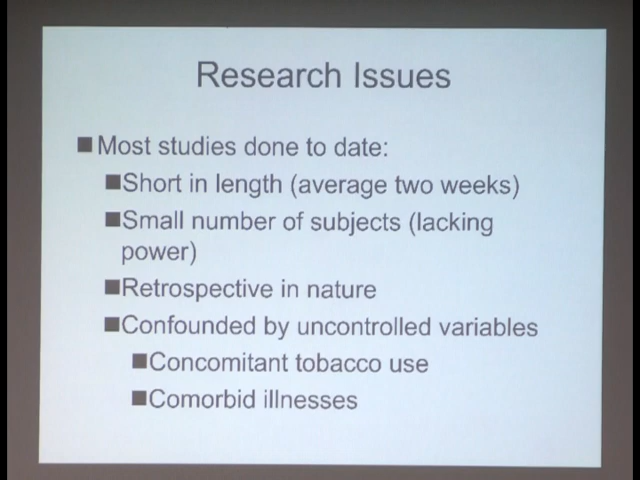 Research Issues
■ Most studies done to date:
■ Short in length (average two weeks)
■ Small number of subjects (lacking
power)
■ Retrospective in nature
■ Confounded by uncontrolled variables
■ Concomitant tobacco use
■ Comorbid illnesses